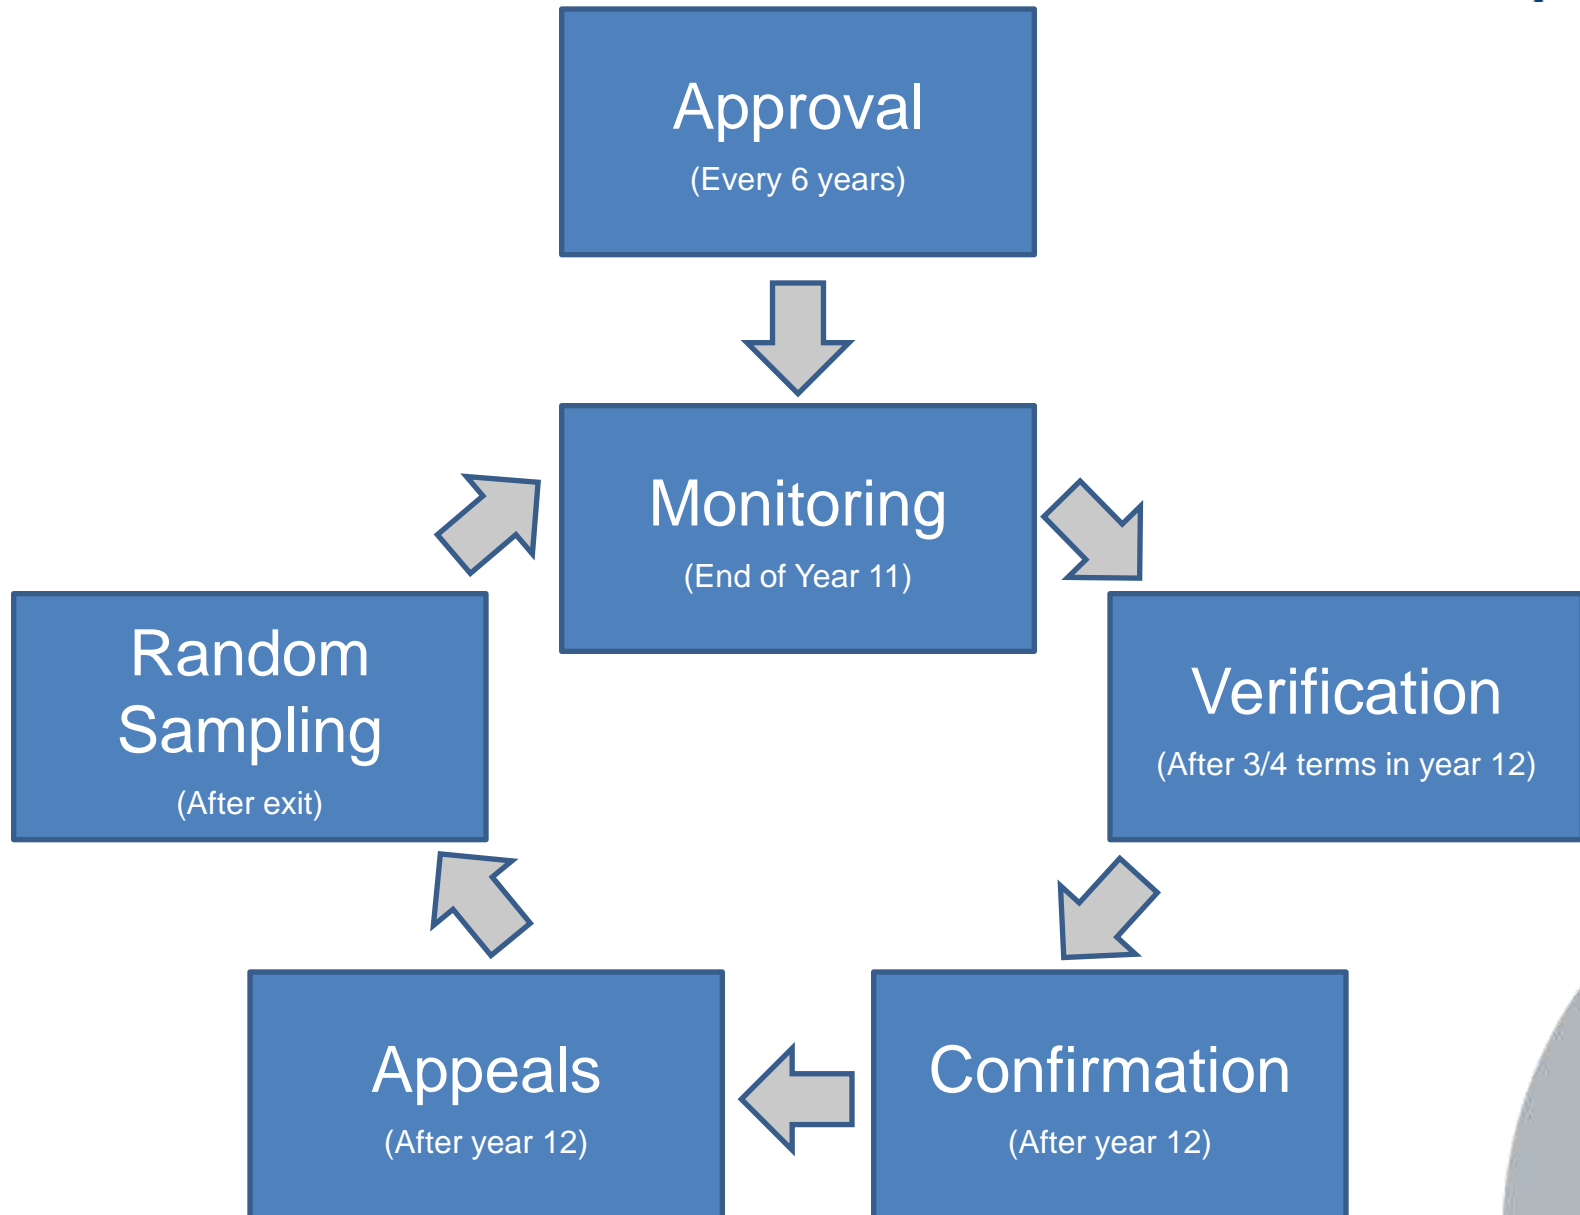 Approval
(Every 6 years)
Monitoring
(End of Year 11)
Random
Sampling
(After exit)
Verification
(After 3/4 terms in year 12)
Appeals
(After year 12)
Confirmation
(After year 12)